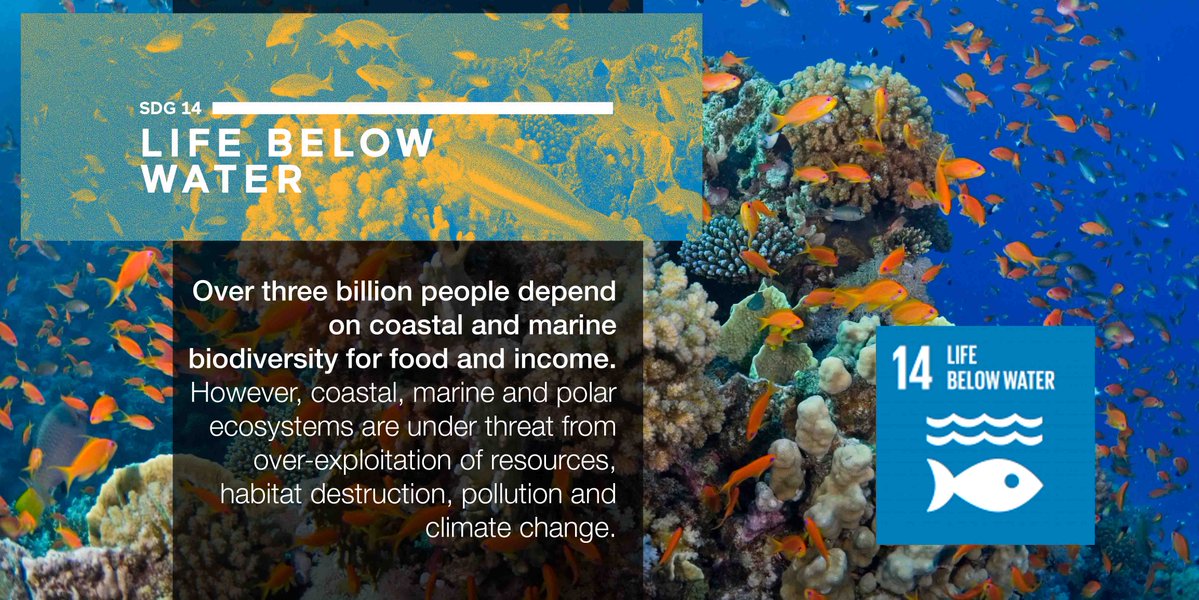 SDG 14
LIFE BELOW
WATER
Over three billion people depend
on coastal and marine
biodiversity for food and income.
However, coastal, marine and polar
ecosystems are under threat from
over-exploitation of resources,
habitat destruction, pollution and
climate change.
14 LIFE
BELOW WATER